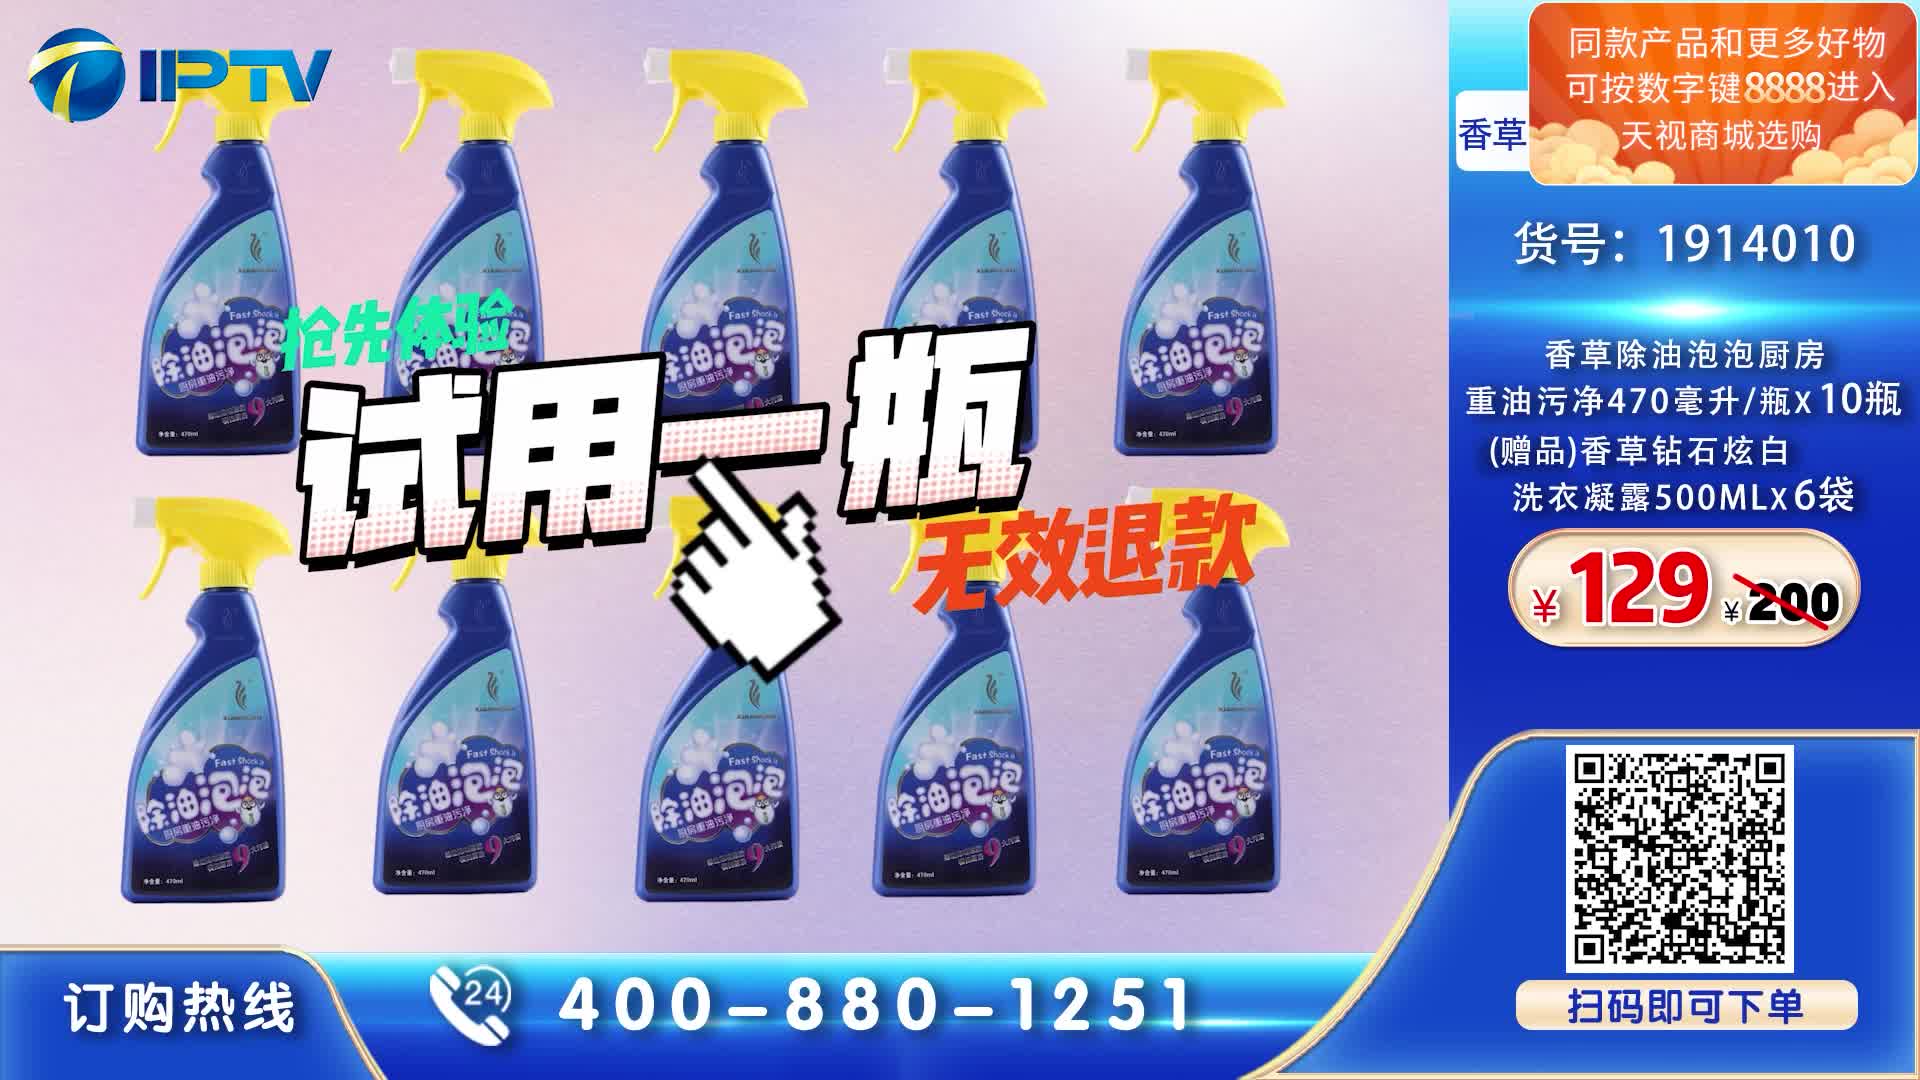 IPTV
抢先体验
试用一瓶
无效退款
Fast Shock a
除油泡泡
厨房重油污净
净含量：470ml
同款产品和更多好物
可按数字键8888进入
天视商城选购
香草
货号：1914010
香草除油泡泡厨房
重油污净470毫升/瓶x10瓶
(赠品)香草钻石炫白
洗衣凝露500MLx6袋
¥129 ¥200
扫码即可下单
订购热线
24
400-880-1251